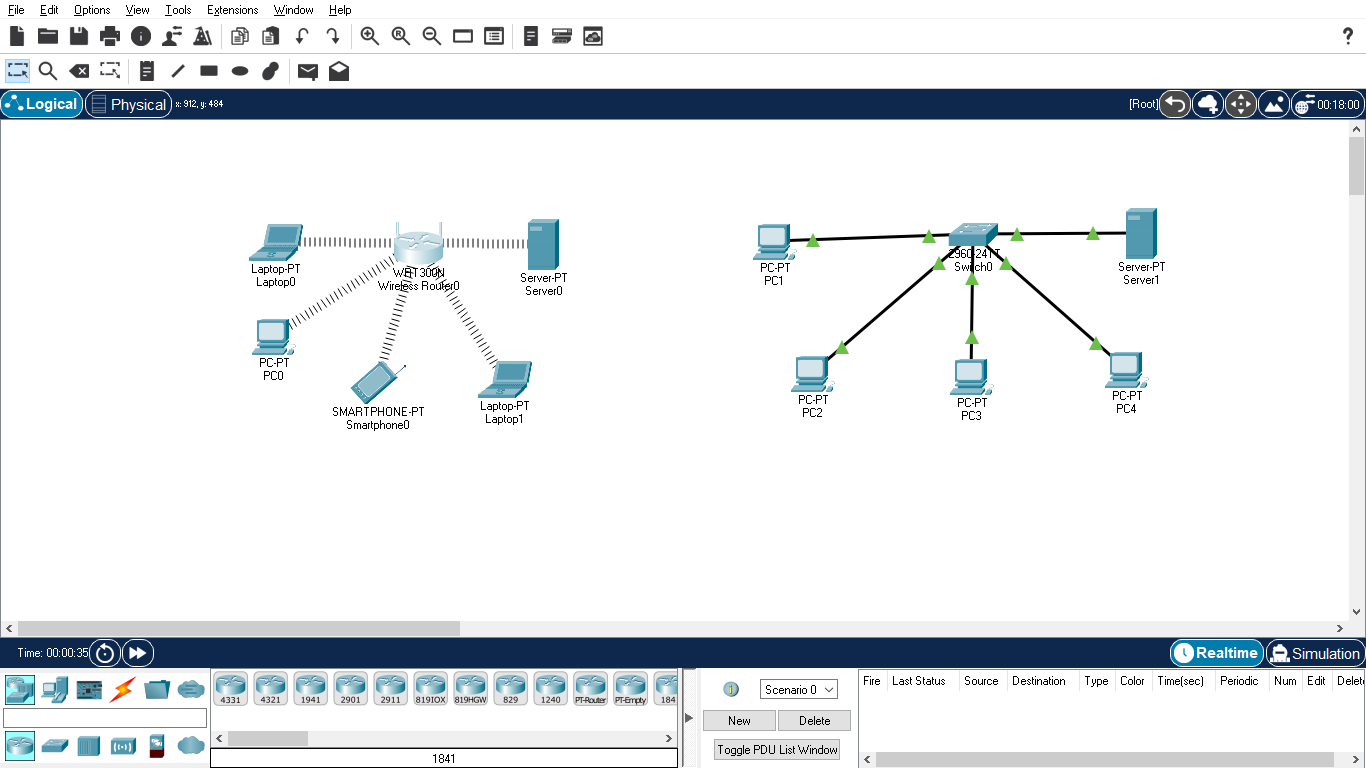 File Edit Options View Tools Extensions Window Help
Logical Physical x: 912, y: 484 [Root] 00:18:00
Laptop-PT
Laptop0
WRT300N
Wireless Router0
Server-PT
Server0
PC-PT
PC0
SMARTPHONE-PT
Smartphone0
Laptop-PT
Laptop1
PC-PT
PC1
2960-24TT
Switch0
Server-PT
Server1
PC-PT
PC2
PC-PT
PC3
PC-PT
PC4
Time: 00:00:35 Realtime Simulation
4331 4321 1941 2901 2911 819IOX 819HGW 829 1240 PT-Router PT-Empty 184
1841
Scenario 0
New Delete
Toggle PDU List Window
Fire Last Status Source Destination Type Color Time(sec) Periodic Num Edit Delet